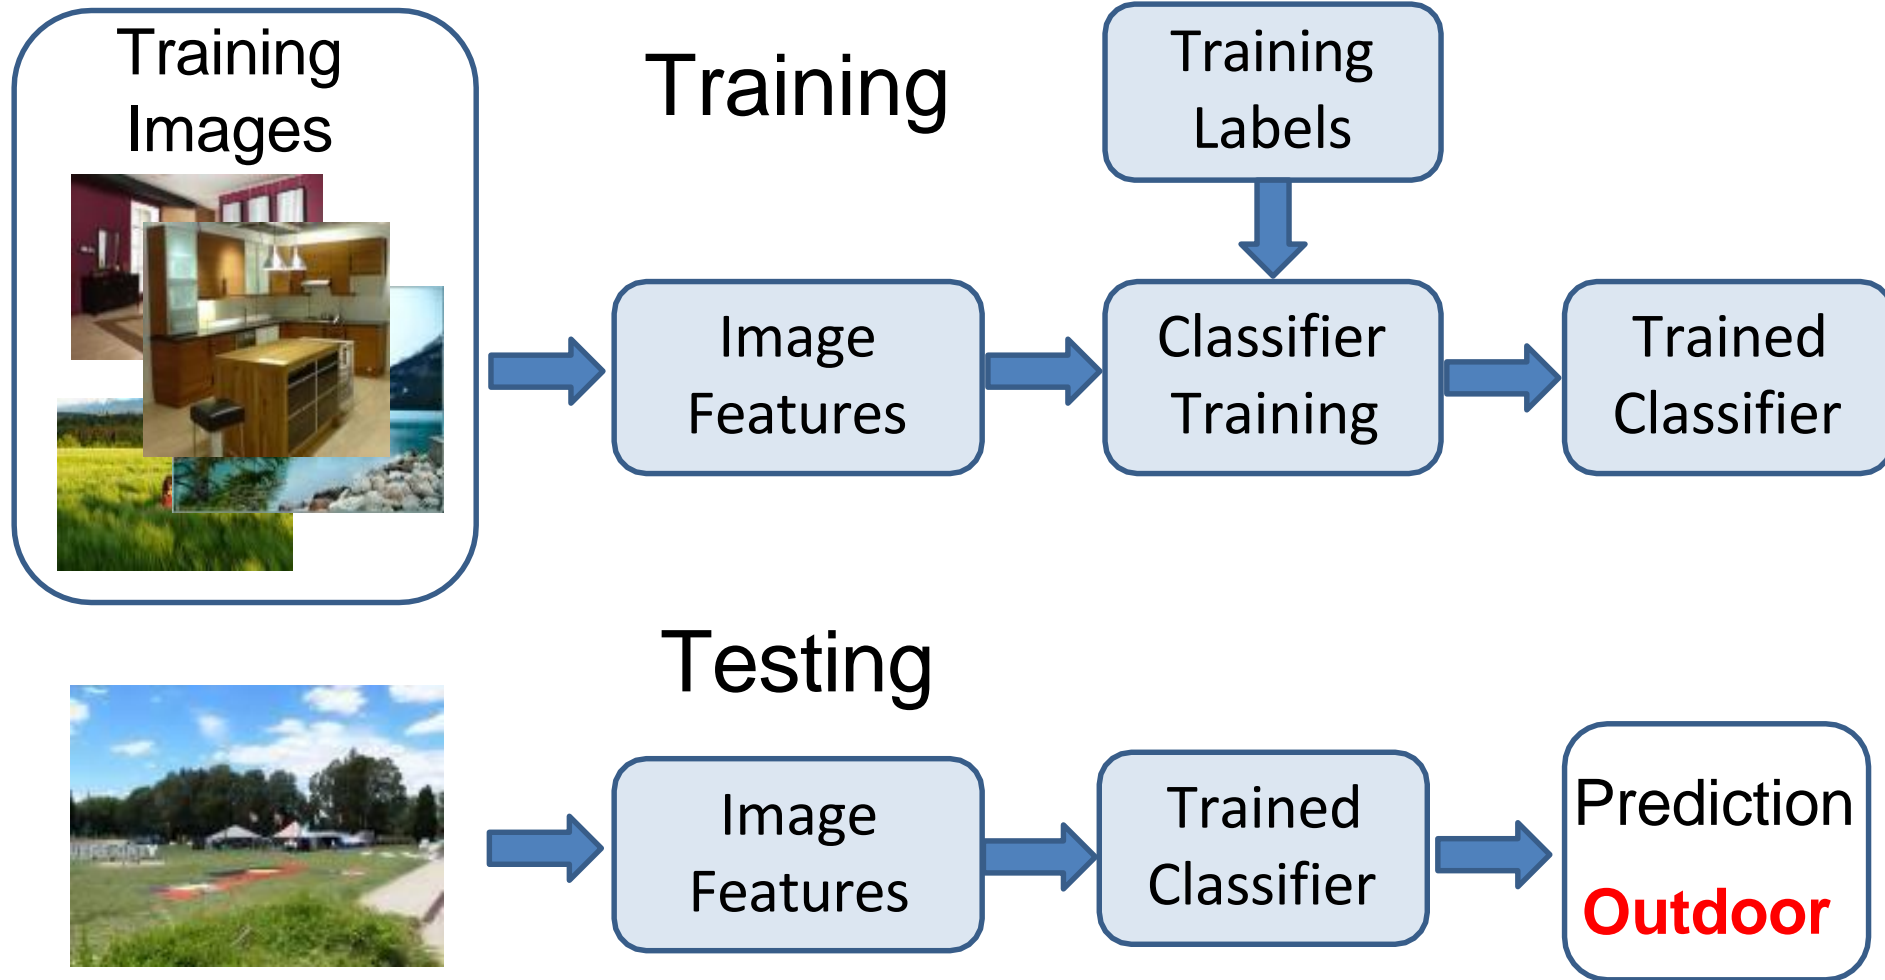 Training
Images
Training
Training
Labels
Image
Features
Classifier
Training
Trained
Classifier
Testing
Image
Features
Trained
Classifier
Prediction
Outdoor